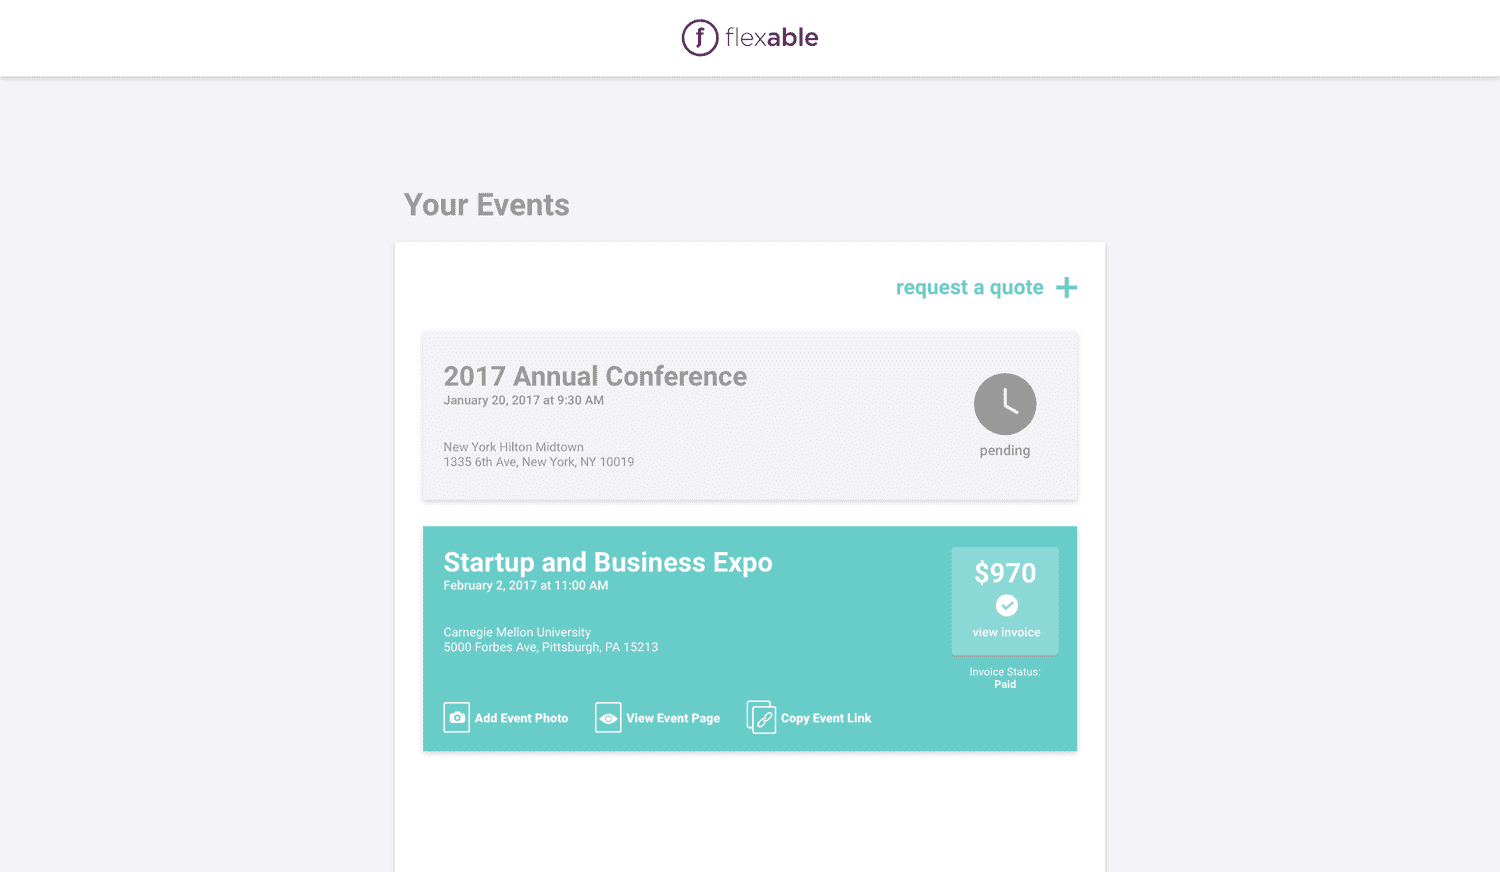 flexable
Your Events
request a quote
2017 Annual Conference
January 20, 2017 at 9:30 AM
New York Hilton Midtown
1335 6th Ave, New York, NY 10019
pending
Startup and Business Expo
February 2, 2017 at 11:00 AM
Carnegie Mellon University
5000 Forbes Ave, Pittsburgh, PA 15213
$970
view invoice
Invoice Status:
Paid
Add Event Photo
View Event Page
Copy Event Link